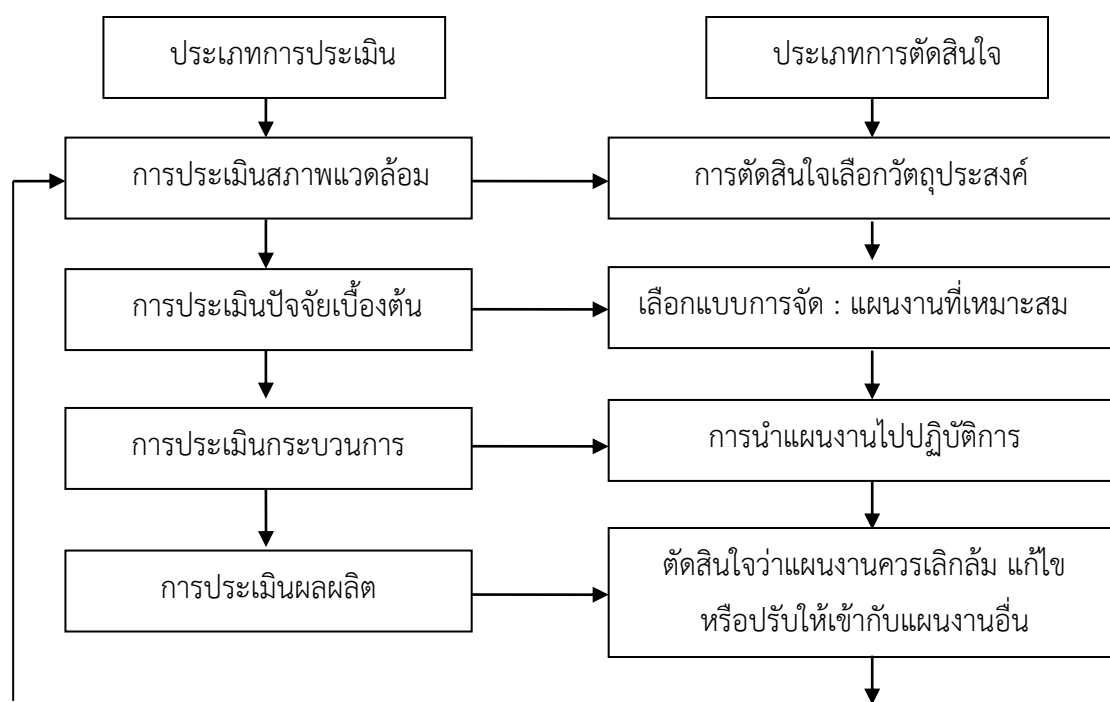 ประเภทการประเมิน
ประเภทการตัดสินใจ
การประเมินสภาพแวดล้อม
การตัดสินใจเลือกวัตถุประสงค์
การประเมินปัจจัยเบื้องต้น
เลือกแบบการจัด : แผนงานที่เหมาะสม
การประเมินกระบวนการ
การนำแผนงานไปปฏิบัติการ
การประเมินผลผลิต
ตัดสินใจว่าแผนงานควรเลิกล้ม แก้ไข
หรือปรับให้เข้ากับแผนงานอื่น